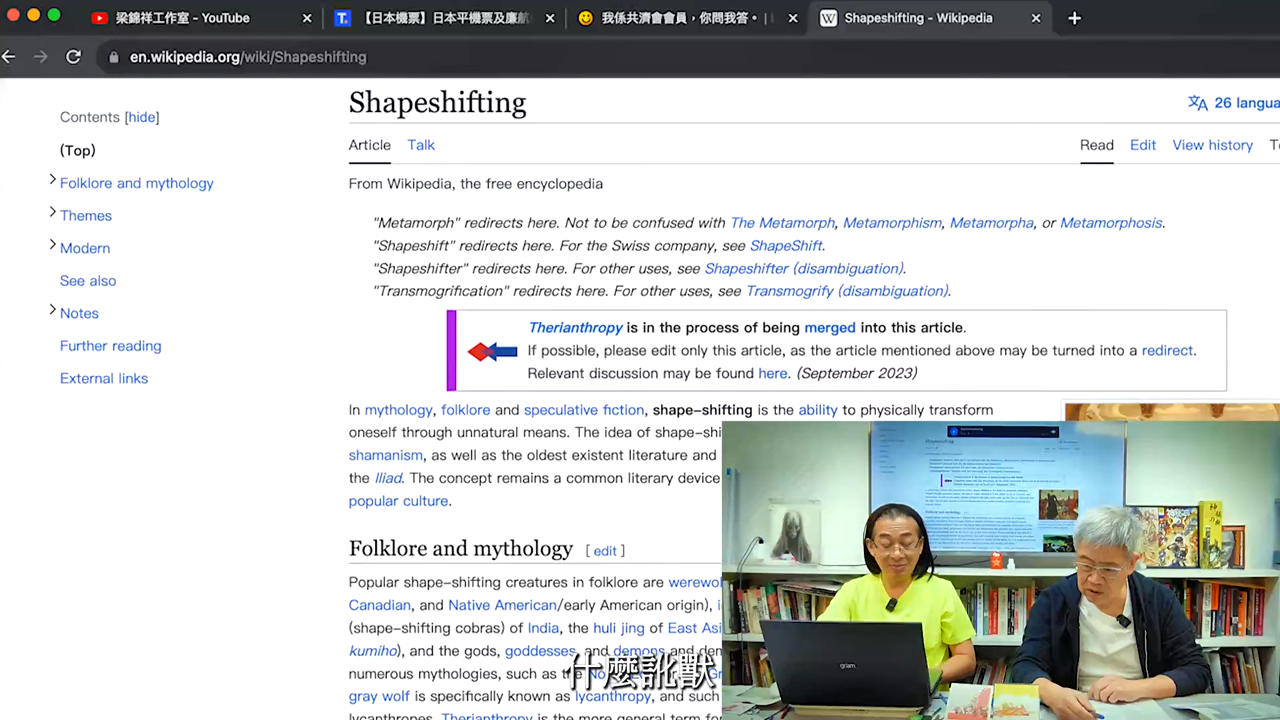 梁錦祥工作室 - YouTube
【日本機票】日本平機票及廉航
我係共濟會會員，你問我答。
Shapeshifting - Wikipedia
en.wikipedia.org/wiki/Shapeshifting
Contents [hide]
(Top)
Folklore and mythology
Themes
Modern
See also
Notes
Further reading
External links
Shapeshifting
26 langua
Article Talk
Read Edit View history
From Wikipedia, the free encyclopedia
"Metamorph" redirects here. Not to be confused with The Metamorph, Metamorphism, Metamorpha, or Metamorphosis.
"Shapeshift" redirects here. For the Swiss company, see ShapeShift.
"Shapeshifter" redirects here. For other uses, see Shapeshifter (disambiguation).
"Transmogrification" redirects here. For other uses, see Transmogrify (disambiguation).
Therianthropy is in the process of being merged into this article.
If possible, please edit only this article, as the article mentioned above may be turned into a redirect.
Relevant discussion may be found here. (September 2023)
In mythology, folklore and speculative fiction, shape-shifting is the ability to physically transform
oneself through unnatural means. The idea of shape-shi
shamanism, as well as the oldest existent literature and
the Iliad. The concept remains a common literary device
popular culture.
Folklore and mythology [ edit ]
Popular shape-shifting creatures in folklore are werewol
Canadian, and Native American/early American origin), i
(shape-shifting cobras) of India, the huli jing of East Asi
kumiho), and the gods, goddesses, and demons and dem
numerous mythologies, such as the
gray wolf is specifically known as lycanthropy, and such
lycanthropes. Therianthropy is the more general term for
什麼訛獸
gram